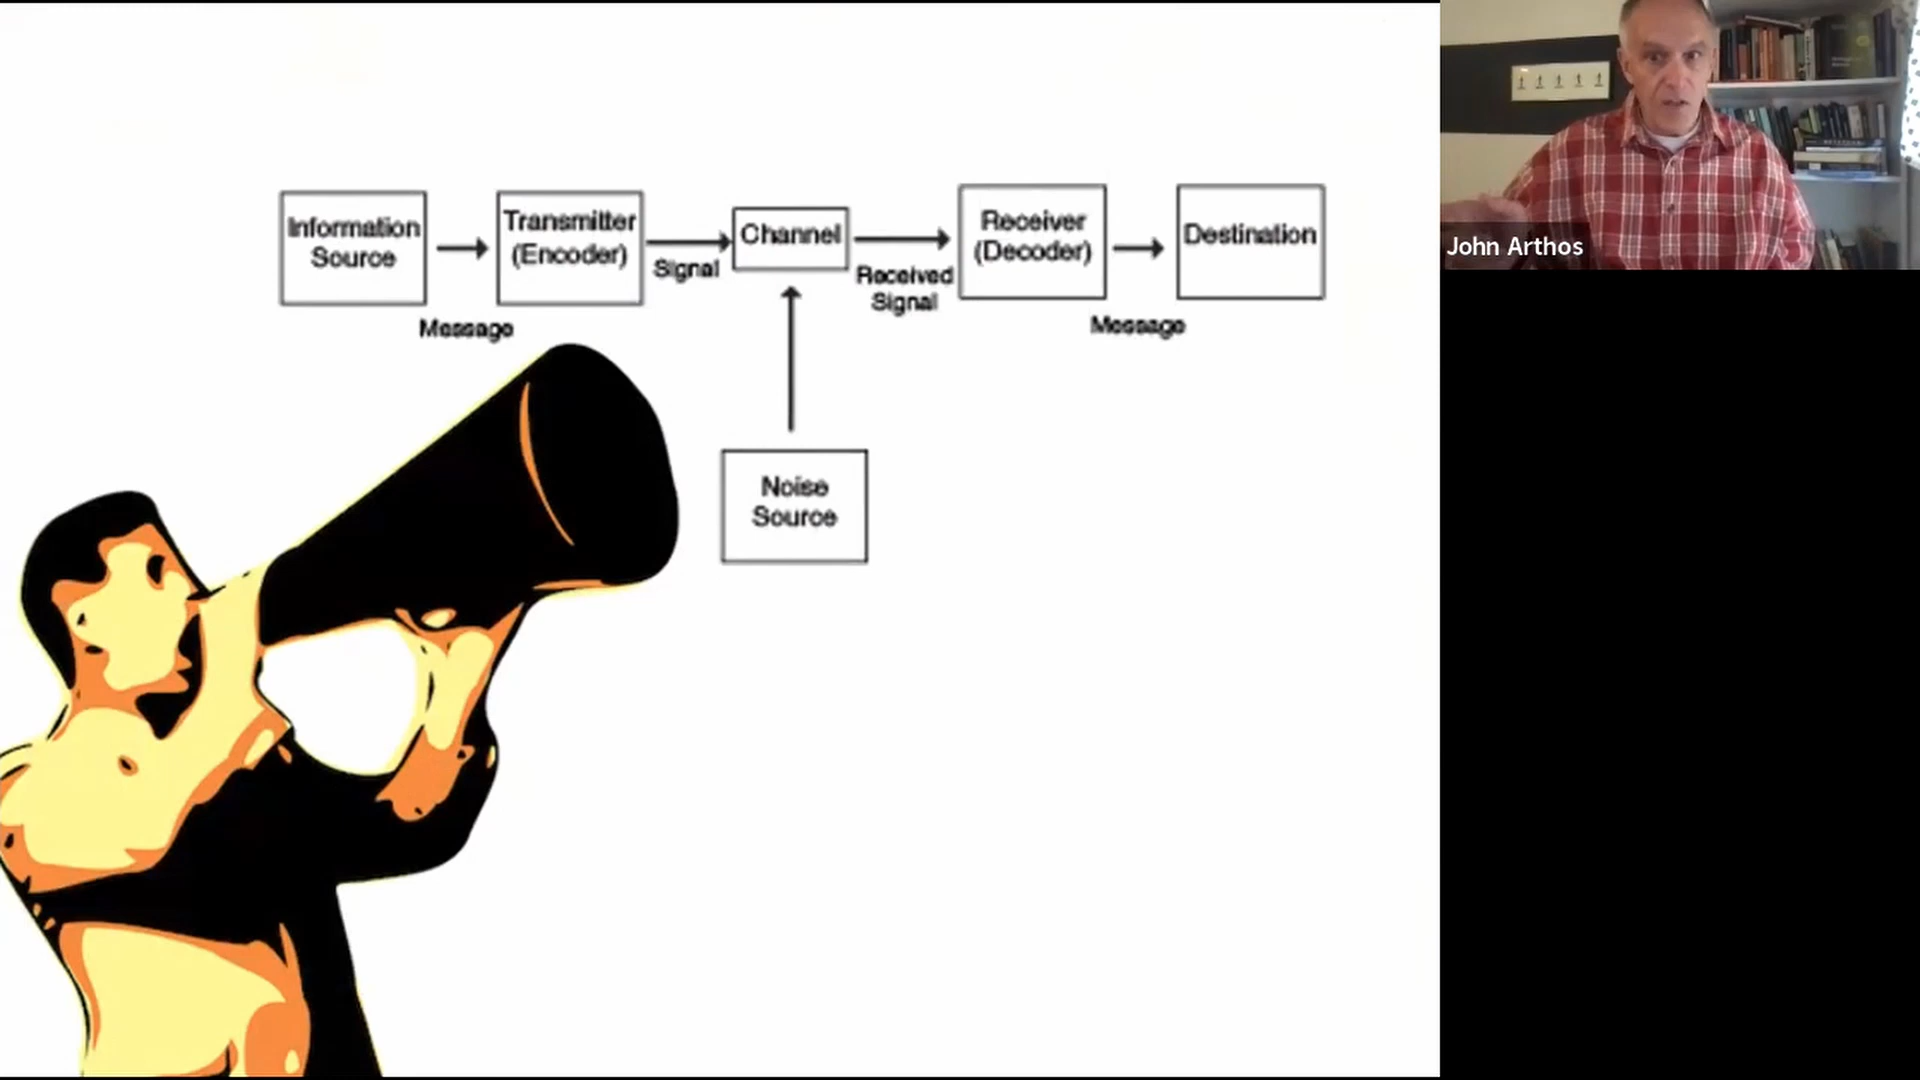 Information
Source
Message
Transmitter
(Encoder)
Signal
Channel
Received
Signal
Receiver
(Decoder)
Message
Destination
Noise
Source
John Arthos